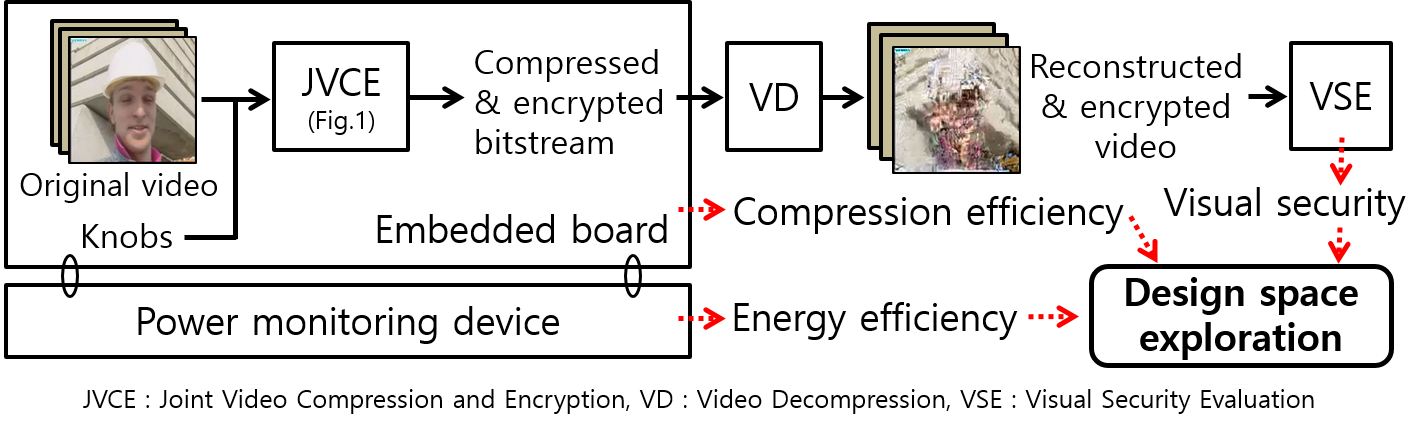 JVCE
(Fig.1)
Compressed
& encrypted
bitstream
VD
Reconstructed
& encrypted
video
VSE
Original video
Knobs
Embedded board
Compression efficiency
Visual security
Power monitoring device
Energy efficiency
Design space
exploration
JVCE : Joint Video Compression and Encryption, VD : Video Decompression, VSE : Visual Security Evaluation